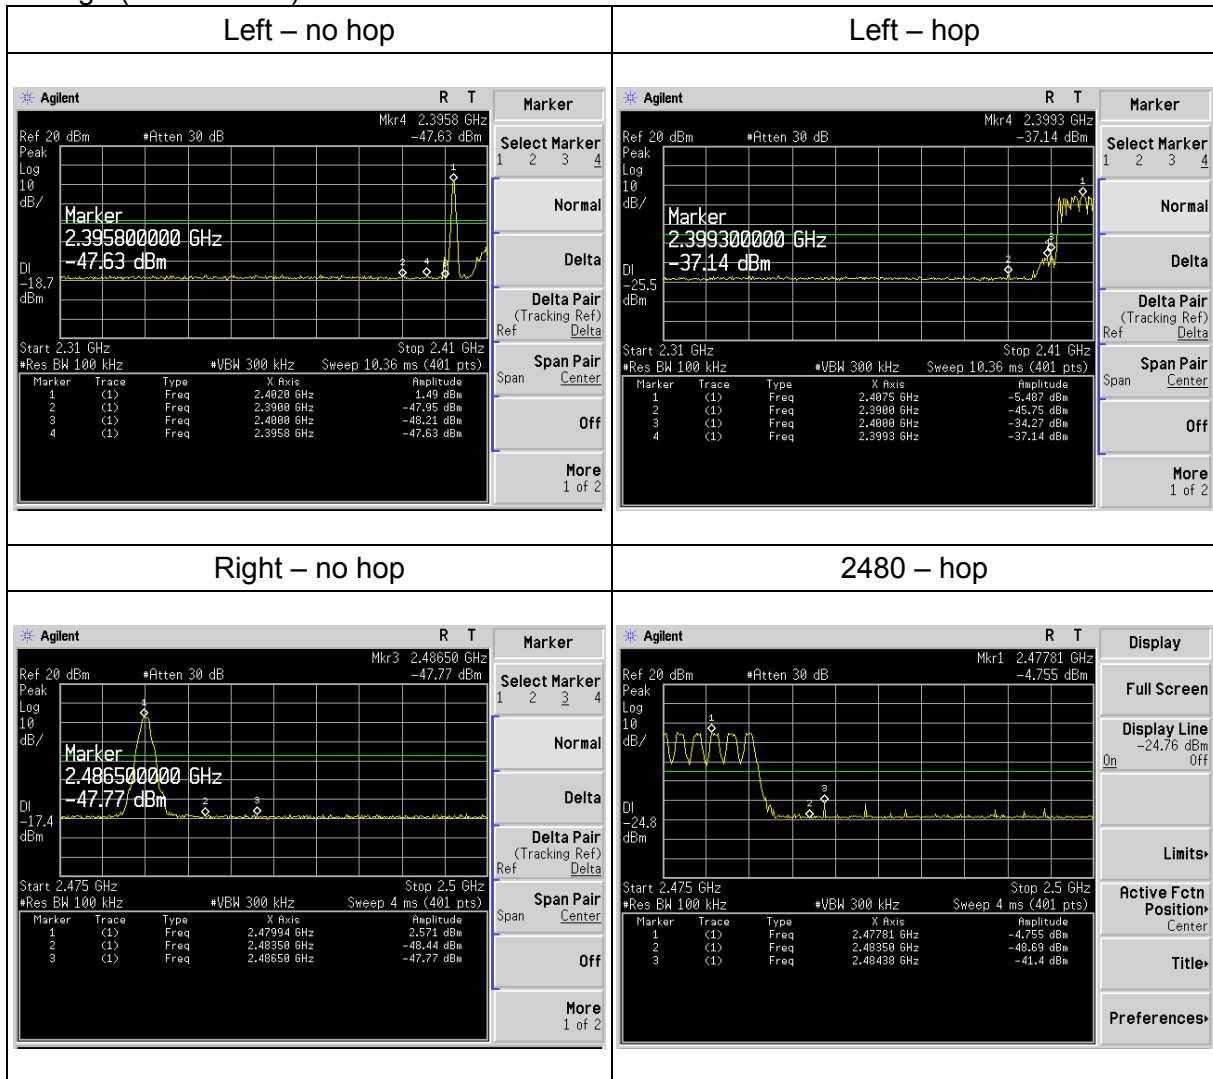 Left – no hop
Left – hop
Agilent R T
Mkr4 2.3958 GHz
Ref 20 dBm #Atten 30 dB -47.63 dBm
Peak
Log
10
dB/
1
Marker
2.395800000 GHz
-47.63 dBm
2 4 3
DI
-18.7
dBm
Start 2.31 GHz Stop 2.41 GHz
#Res BW 100 kHz #VBW 300 kHz Sweep 10.36 ms (401 pts)
Marker Trace Type X Axis Amplitude
1 (1) Freq 2.4020 GHz 1.49 dBm
2 (1) Freq 2.3900 GHz -47.95 dBm
3 (1) Freq 2.4000 GHz -48.21 dBm
4 (1) Freq 2.3958 GHz -47.63 dBm
Marker
Select Marker
1 2 3 4
Normal
Delta
Delta Pair
(Tracking Ref)
Ref Delta
Span Pair
Span Center
Off
More
1 of 2
Agilent R T
Mkr4 2.3993 GHz
Ref 20 dBm #Atten 30 dB -37.14 dBm
Peak
Log
10
dB/
1
Marker
2.399300000 GHz
-37.14 dBm
2
DI
-25.5
dBm
Start 2.31 GHz Stop 2.41 GHz
#Res BW 100 kHz #VBW 300 kHz Sweep 10.36 ms (401 pts)
Marker Trace Type X Axis Amplitude
1 (1) Freq 2.4075 GHz -5.487 dBm
2 (1) Freq 2.3900 GHz -45.75 dBm
3 (1) Freq 2.4000 GHz -34.27 dBm
4 (1) Freq 2.3993 GHz -37.14 dBm
Marker
Select Marker
1 2 3 4
Normal
Delta
Delta Pair
(Tracking Ref)
Ref Delta
Span Pair
Span Center
Off
More
1 of 2
Right – no hop
2480 – hop
Agilent R T
Mkr3 2.48650 GHz
Ref 20 dBm #Atten 30 dB -47.77 dBm
Peak
Log
10
dB/
1
Marker
2.486500000 GHz
-47.77 dBm
2 3
DI
-17.4
dBm
Start 2.475 GHz Stop 2.5 GHz
#Res BW 100 kHz #VBW 300 kHz Sweep 4 ms (401 pts)
Marker Trace Type X Axis Amplitude
1 (1) Freq 2.47994 GHz 2.571 dBm
2 (1) Freq 2.48350 GHz -48.44 dBm
3 (1) Freq 2.48650 GHz -47.77 dBm
Marker
Select Marker
1 2 3 4
Normal
Delta
Delta Pair
(Tracking Ref)
Ref Delta
Span Pair
Span Center
Off
More
1 of 2
Agilent R T
Mkr1 2.47781 GHz
Ref 20 dBm #Atten 30 dB -4.755 dBm
Peak
Log
10
dB/
1
2 3
DI
-24.8
dBm
Start 2.475 GHz Stop 2.5 GHz
#Res BW 100 kHz #VBW 300 kHz Sweep 4 ms (401 pts)
Marker Trace Type X Axis Amplitude
1 (1) Freq 2.47781 GHz -4.755 dBm
2 (1) Freq 2.48350 GHz -48.69 dBm
3 (1) Freq 2.48438 GHz -41.4 dBm
Display
Full Screen
Display Line
-24.76 dBm
On Off
Limits
Active Fctn
Position
Center
Title
Preferences